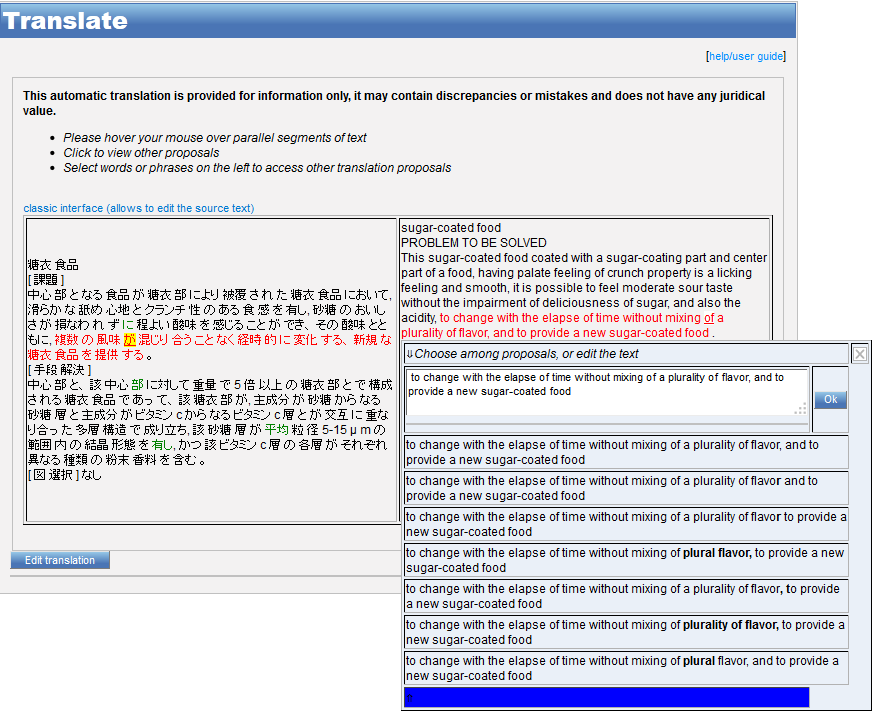 Translate
[help/user guide]
This automatic translation is provided for information only, it may contain discrepancies or mistakes and does not have any juridical
value.
• Please hover your mouse over parallel segments of text
• Click to view other proposals
• Select words or phrases on the left to access other translation proposals
classic interface (allows to edit the source text)
糖衣 食品
[ 課題 ]
中心 部 となる 食品 が 糖衣 部 により 被覆 された 糖衣 食品 において,
滑らかな 舐め 心地 と クランチ 性 の ある 食 感 を 有し, 砂糖 の おいし
さが 損なわ れ ず に 程よい 酸味 を 感じる ことが でき、 その 酸味 とと
もに, 複数 の 風味 が 混じり 合う ことなく 経時 的 に 変化 する、 新規 な
糖衣 食品 を 提供 する 。
[ 手段 解決 ]
中心 部 と、 該 中心 部 に対して 重量 で 5 倍 以上 の 糖衣 部 とで 構成
される 糖衣 食品 であって、 該 糖衣 部 が, 主成分 が 砂糖 からなる
砂糖 層 と 主成分 が ビタミン c からなる ビタミン c 層 とが 交互 に 重な
り合った 多層 構造 で 成り立ち, 該 砂糖 層 が 平均 粒径 5-15 μ m の
範囲 内 の 結晶 形態 を 有し, かつ 該 ビタミン c 層 の 各層 が それぞれ
異なる 種類 の 粉末 香料 を 含む 。
[ 図 選択 ] なし
sugar-coated food
PROBLEM TO BE SOLVED
This sugar-coated food coated with a sugar-coating part and center
part of a food, having palate feeling of crunch property is a licking
feeling and smooth, it is possible to feel moderate sour taste
without the impairment of deliciousness of sugar, and also the
acidity, to change with the elapse of time without mixing of a
plurality of flavor, and to provide a new sugar-coated food .
Edit translation
⇓Choose among proposals, or edit the text
to change with the elapse of time without mixing of a plurality of flavor, and to
provide a new sugar-coated food
Ok
to change with the elapse of time without mixing of a plurality of flavor, and to
provide a new sugar-coated food
to change with the elapse of time without mixing of a plurality of flavor and to
provide a new sugar-coated food
to change with the elapse of time without mixing of a plurality of flavor to provide a
new sugar-coated food
to change with the elapse of time without mixing of plural flavor, to provide a new
sugar-coated food
to change with the elapse of time without mixing of a plurality of flavor, to provide
a new sugar-coated food
to change with the elapse of time without mixing of plurality of flavor, to provide a
new sugar-coated food
to change with the elapse of time without mixing of plural flavor, and to provide a
new sugar-coated food